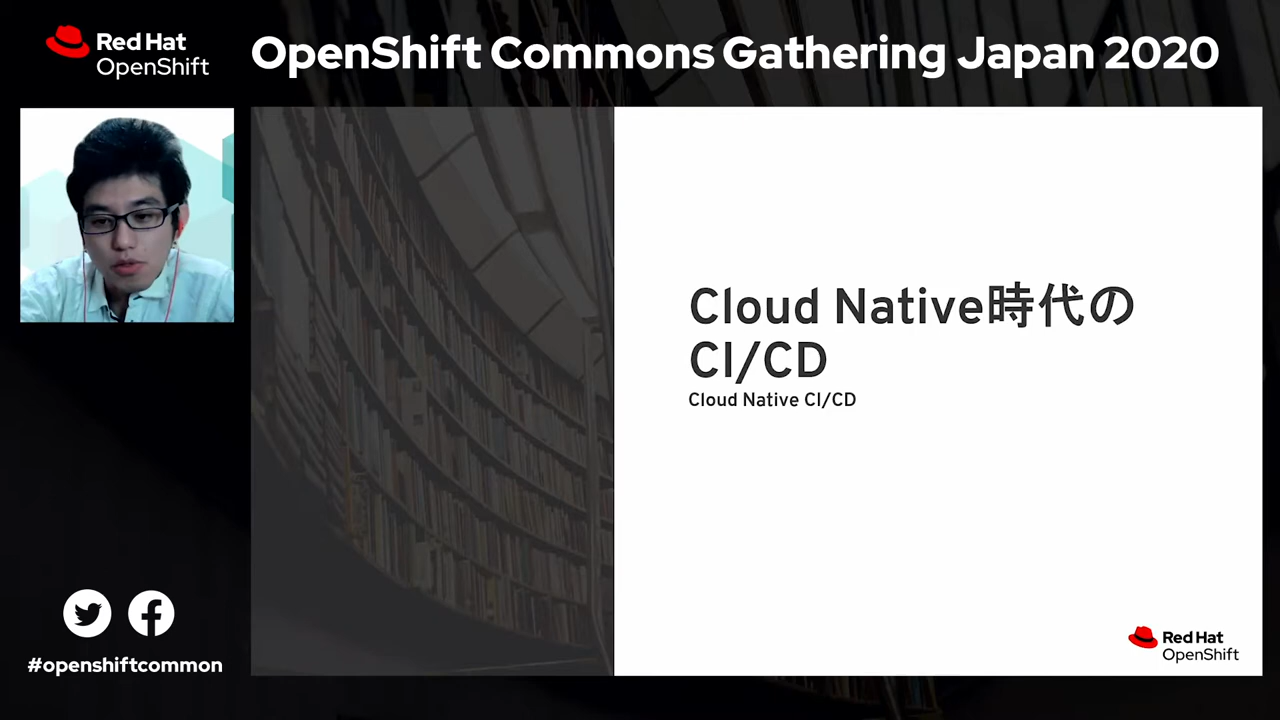 Red Hat
OpenShift
OpenShift Commons Gathering Japan 2020
Cloud Native時代の
CI/CD
Cloud Native CI/CD
#openshiftcommon
Red Hat
OpenShift